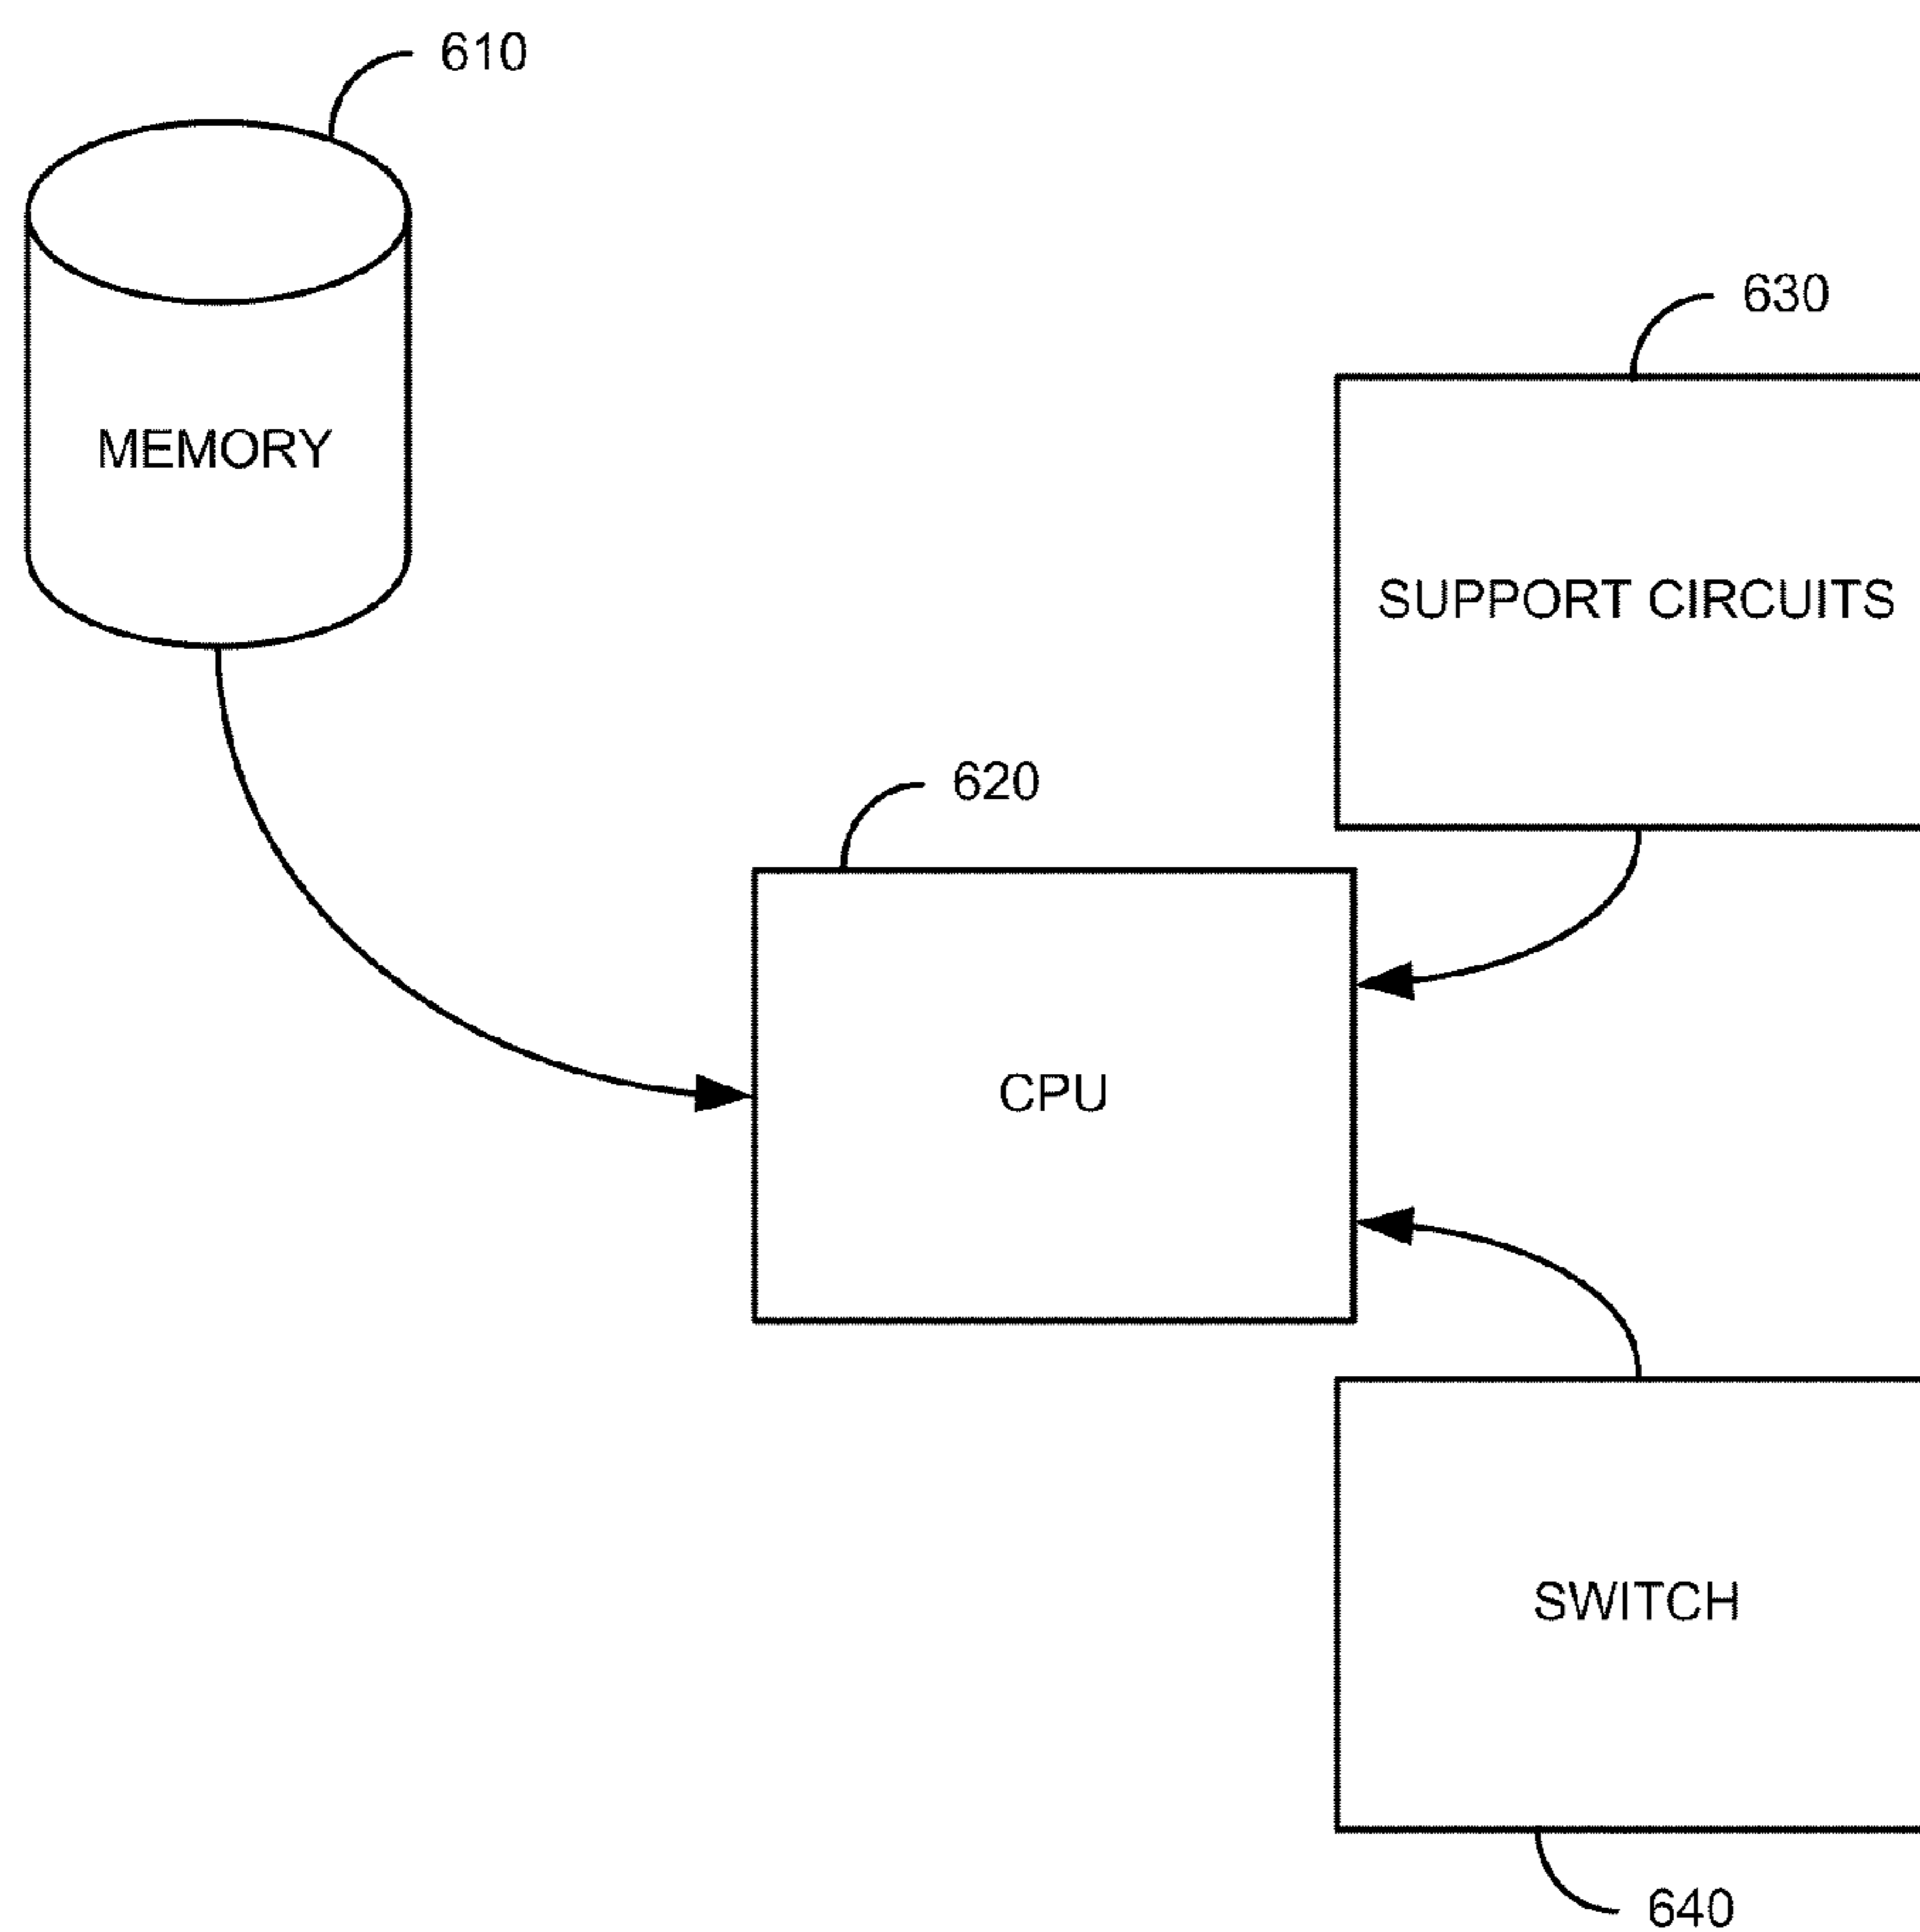 610
MEMORY
630
SUPPORT CIRCUITS
620
CPU
SWITCH
640